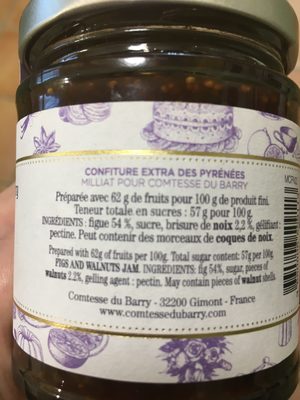 CONFITURE EXTRA DES PYRÉNÉES
MILLIAT POUR COMTESSE DU BARRY
Préparée avec 62 g de fruits pour 100 g de produit fini.
Teneur totale en sucres : 57 g pour 100g.
INGRÉDIENTS : figue 54 %, sucre, brisure de noix 2,2 %, gélifiant :
pectine. Peut contenir des morceaux de coques de noix.
Prepared with 62g of fruits per 100g. Total sugar content: 57g per 100g.
FIGS AND WALNUTS JAM. INGREDIENTS: fig 54%, sugar, pieces of
walnuts 2.2%, gelling agent : pectin. May contain pieces of walnut shells.
Comtesse du Barry - 32200 Gimont - France
www.comtessedubarry.com